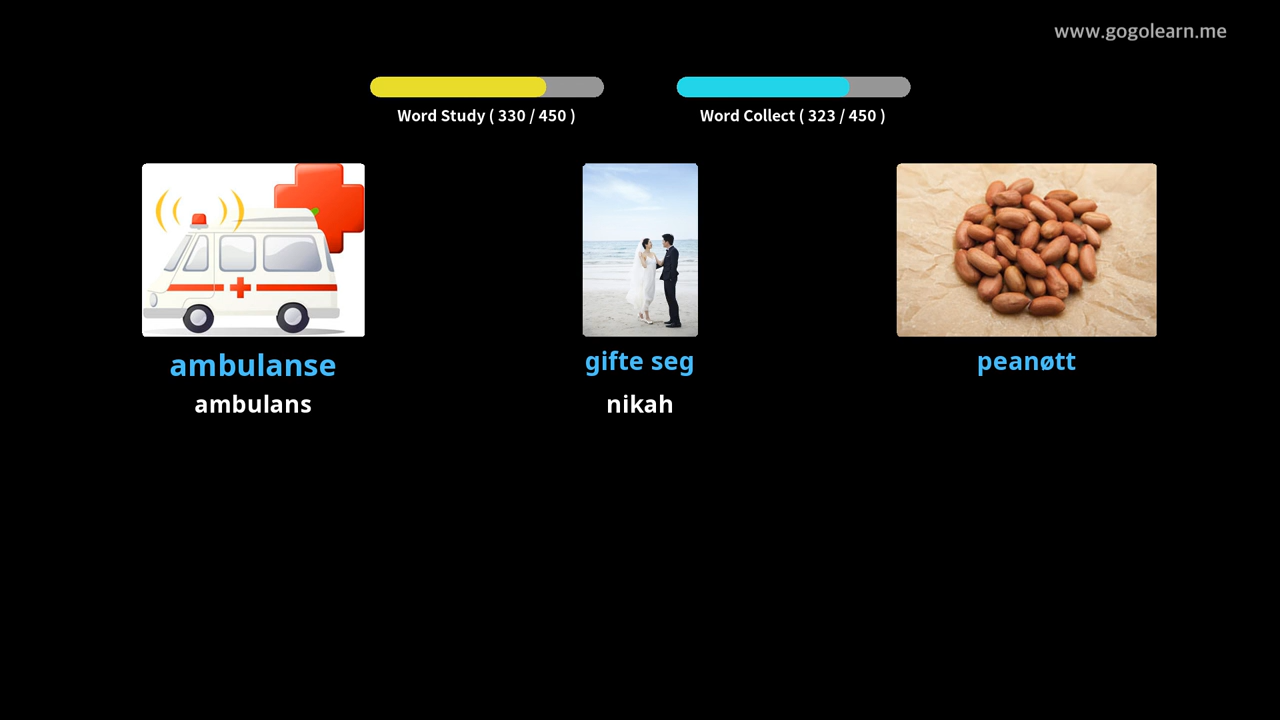 www.gogolearn.me
Word Study ( 330 / 450 )
Word Collect ( 323 / 450 )
ambulanse
gifte seg
peanøtt
ambulans
nikah